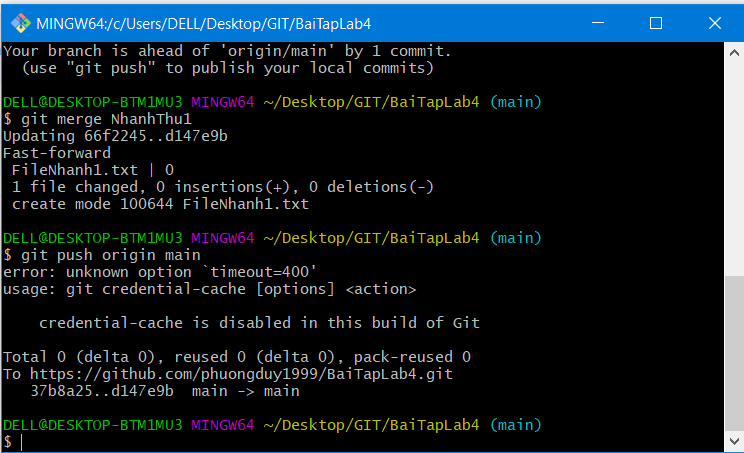 MINGW64:/c/Users/DELL/Desktop/GIT/BaiTapLab4
Your branch is ahead of 'origin/main' by 1 commit.
  (use "git push" to publish your local commits)

DELL@DESKTOP-BTM1MU3 MINGW64 ~/Desktop/GIT/BaiTapLab4 (main)
$ git merge NhanhThu1
Updating 66f2245..d147e9b
Fast-forward
 FileNhanh1.txt | 0
 1 file changed, 0 insertions(+), 0 deletions(-)
 create mode 100644 FileNhanh1.txt

DELL@DESKTOP-BTM1MU3 MINGW64 ~/Desktop/GIT/BaiTapLab4 (main)
$ git push origin main
error: unknown option `timeout=400'
usage: git credential-cache [options] <action>

    credential-cache is disabled in this build of Git

Total 0 (delta 0), reused 0 (delta 0), pack-reused 0
To https://github.com/phuongduy1999/BaiTapLab4.git
   37b8a25..d147e9b  main -> main

DELL@DESKTOP-BTM1MU3 MINGW64 ~/Desktop/GIT/BaiTapLab4 (main)
$